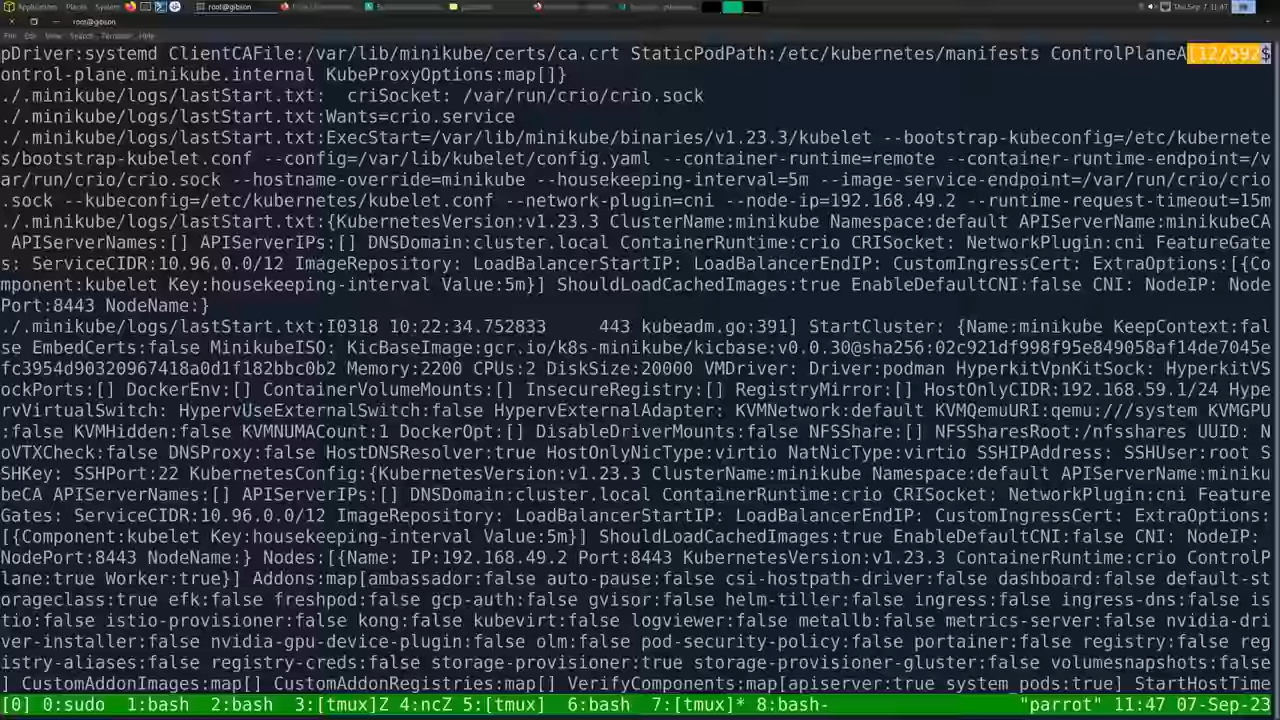 Applications Places System root@gibson Thu Sep 7, 11:47
root@gibson
File Edit View Search Terminal Help
pDriver:systemd ClientCAFile:/var/lib/minikube/certs/ca.crt StaticPodPath:/etc/kubernetes/manifests ControlPlaneA[12/592$
ontrol-plane.minikube.internal KubeProxyOptions:map[]}
./.minikube/logs/lastStart.txt:  criSocket: /var/run/crio/crio.sock
./.minikube/logs/lastStart.txt:Wants=crio.service
./.minikube/logs/lastStart.txt:ExecStart=/var/lib/minikube/binaries/v1.23.3/kubelet --bootstrap-kubeconfig=/etc/kubernete
s/bootstrap-kubelet.conf --config=/var/lib/kubelet/config.yaml --container-runtime=remote --container-runtime-endpoint=/v
ar/run/crio/crio.sock --hostname-override=minikube --housekeeping-interval=5m --image-service-endpoint=/var/run/crio/crio
.sock --kubeconfig=/etc/kubernetes/kubelet.conf --network-plugin=cni --node-ip=192.168.49.2 --runtime-request-timeout=15m
./.minikube/logs/lastStart.txt:{KubernetesVersion:v1.23.3 ClusterName:minikube Namespace:default APIServerName:minikubeCA
 APIServerNames:[] APIServerIPs:[] DNSDomain:cluster.local ContainerRuntime:crio CRISocket: NetworkPlugin:cni FeatureGate
s: ServiceCIDR:10.96.0.0/12 ImageRepository: LoadBalancerStartIP: LoadBalancerEndIP: CustomIngressCert: ExtraOptions:[{Co
mponent:kubelet Key:housekeeping-interval Value:5m}] ShouldLoadCachedImages:true EnableDefaultCNI:false CNI: NodeIP: Node
Port:8443 NodeName:}
./.minikube/logs/lastStart.txt:I0318 10:22:34.752833     443 kubeadm.go:391] StartCluster: {Name:minikube KeepContext:fal
se EmbedCerts:false MinikubeISO: KicBaseImage:gcr.io/k8s-minikube/kicbase:v0.0.30@sha256:02c921df998f95e849058af14de7045e
fc3954d90320967418a0d1f182bbc0b2 Memory:2200 CPUs:2 DiskSize:20000 VMDriver: Driver:podman HyperkitVpnKitSock: HyperkitVS
ockPorts:[] DockerEnv:[] ContainerVolumeMounts:[] InsecureRegistry:[] RegistryMirror:[] HostOnlyCIDR:192.168.59.1/24 Hype
rvVirtualSwitch: HypervUseExternalSwitch:false HypervExternalAdapter: KVMNetwork:default KVMQemuURI:qemu:///system KVMGPU
:false KVMHidden:false KVMNUMACount:1 DockerOpt:[] DisableDriverMounts:false NFSShare:[] NFSSharesRoot:/nfsshares UUID: N
oVTXCheck:false DNSProxy:false HostDNSResolver:true HostOnlyNicType:virtio NatNicType:virtio SSHIPAddress: SSHUser:root S
SHKey: SSHPort:22 KubernetesConfig:{KubernetesVersion:v1.23.3 ClusterName:minikube Namespace:default APIServerName:miniku
beCA APIServerNames:[] APIServerIPs:[] DNSDomain:cluster.local ContainerRuntime:crio CRISocket: NetworkPlugin:cni Feature
Gates: ServiceCIDR:10.96.0.0/12 ImageRepository: LoadBalancerStartIP: LoadBalancerEndIP: CustomIngressCert: ExtraOptions:
[{Component:kubelet Key:housekeeping-interval Value:5m}] ShouldLoadCachedImages:true EnableDefaultCNI:false CNI: NodeIP:
NodePort:8443 NodeName:} Nodes:[{Name: IP:192.168.49.2 Port:8443 KubernetesVersion:v1.23.3 ContainerRuntime:crio ControlP
lane:true Worker:true}] Addons:map[ambassador:false auto-pause:false csi-hostpath-driver:false dashboard:false default-st
orageclass:true efk:false freshpod:false gcp-auth:false gvisor:false helm-tiller:false ingress:false ingress-dns:false is
tio:false istio-provisioner:false kong:false kubevirt:false logviewer:false metallb:false metrics-server:false nvidia-dri
ver-installer:false nvidia-gpu-device-plugin:false olm:false pod-security-policy:false portainer:false registry:false reg
istry-aliases:false registry-creds:false storage-provisioner:true storage-provisioner-gluster:false volumesnapshots:false
] CustomAddonImages:map[] CustomAddonRegistries:map[] VerifyComponents:map[apiserver:true system_pods:true] StartHostTime
[0] 0:sudo  1:bash  2:bash  3:[tmux]Z 4:ncZ 5:[tmux]  6:bash  7:[tmux]* 8:bash- "parrot" 11:47 07-Sep-23